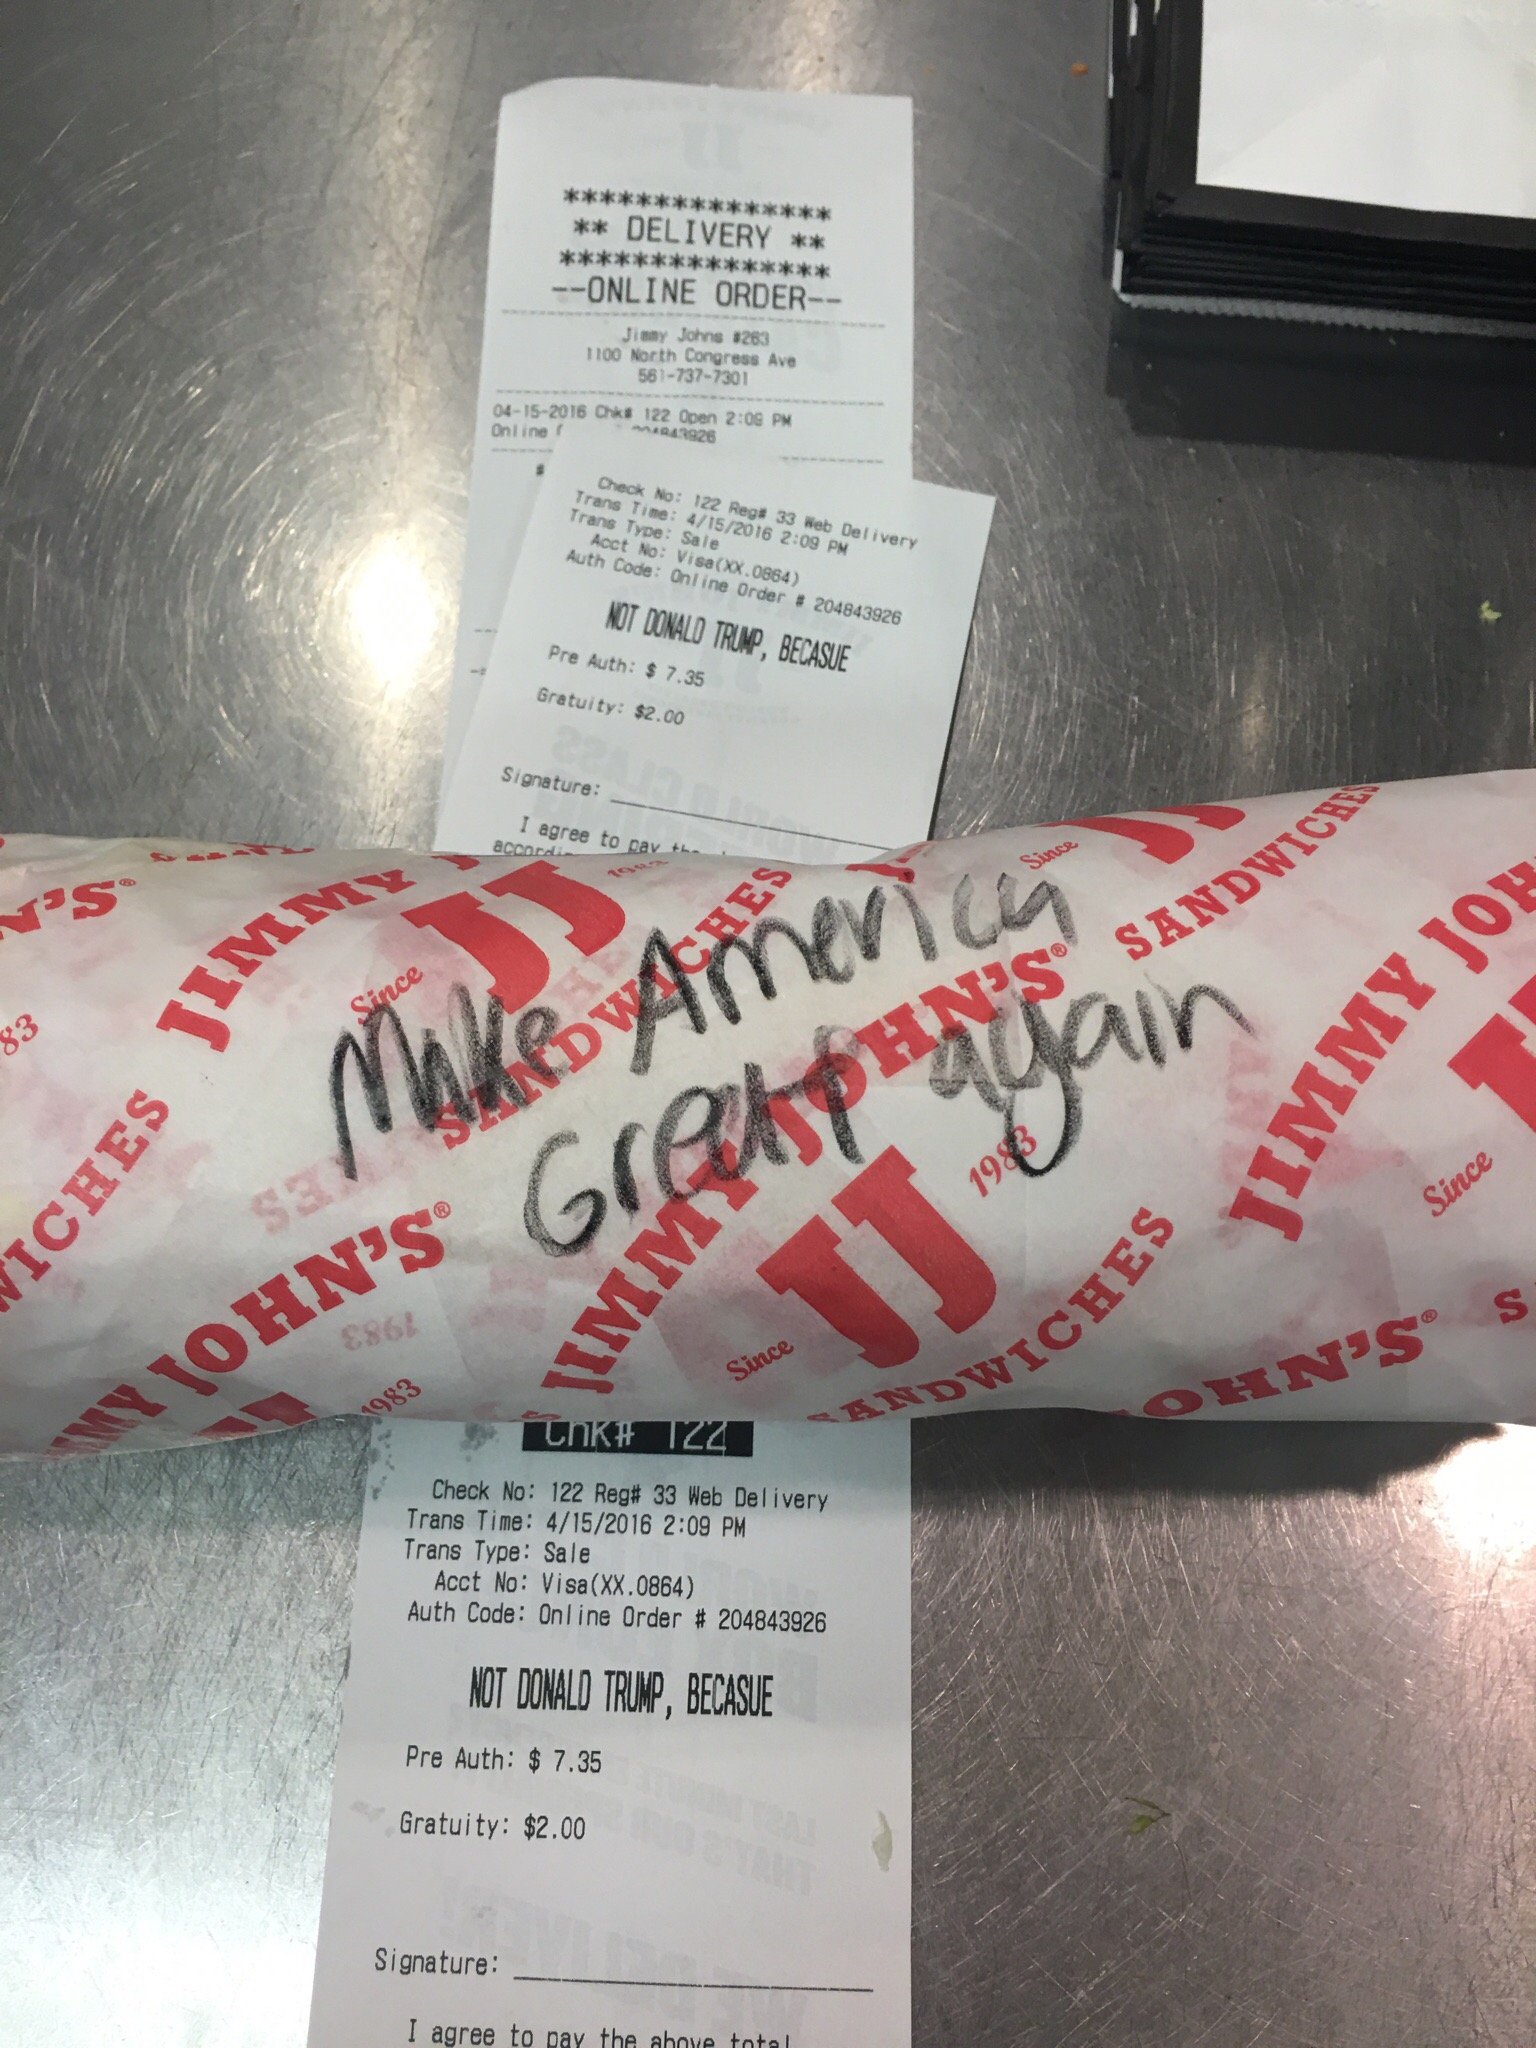 ***************
** DELIVERY **
***************
--ONLINE ORDER--
Jimmy Johns #263
1100 North Congress Ave
561-737-7301
04-15-2016 Chk# 122 Open 2:09 PM
Online 204843926
Check No: 122 Reg# 33 Web Delivery
Trans Time: 4/15/2016 2:09 PM
Trans Type: Sale
Acct No: Visa(XX.0864)
Auth Code: Online Order # 204843926
NOT DONALD TRUMP, BECASUE
Pre Auth: $ 7.35
Gratuity: $2.00
Signature:
I agree to pay the
Make America
Great again
JIMMY JOHN'S®
Since JJ 1983
SANDWICHES
Chk# 122
Check No: 122 Reg# 33 Web Delivery
Trans Time: 4/15/2016 2:09 PM
Trans Type: Sale
Acct No: Visa(XX.0864)
Auth Code: Online Order # 204843926
NOT DONALD TRUMP, BECASUE
Pre Auth: $ 7.35
Gratuity: $2.00
Signature:
I agree to pay the above total